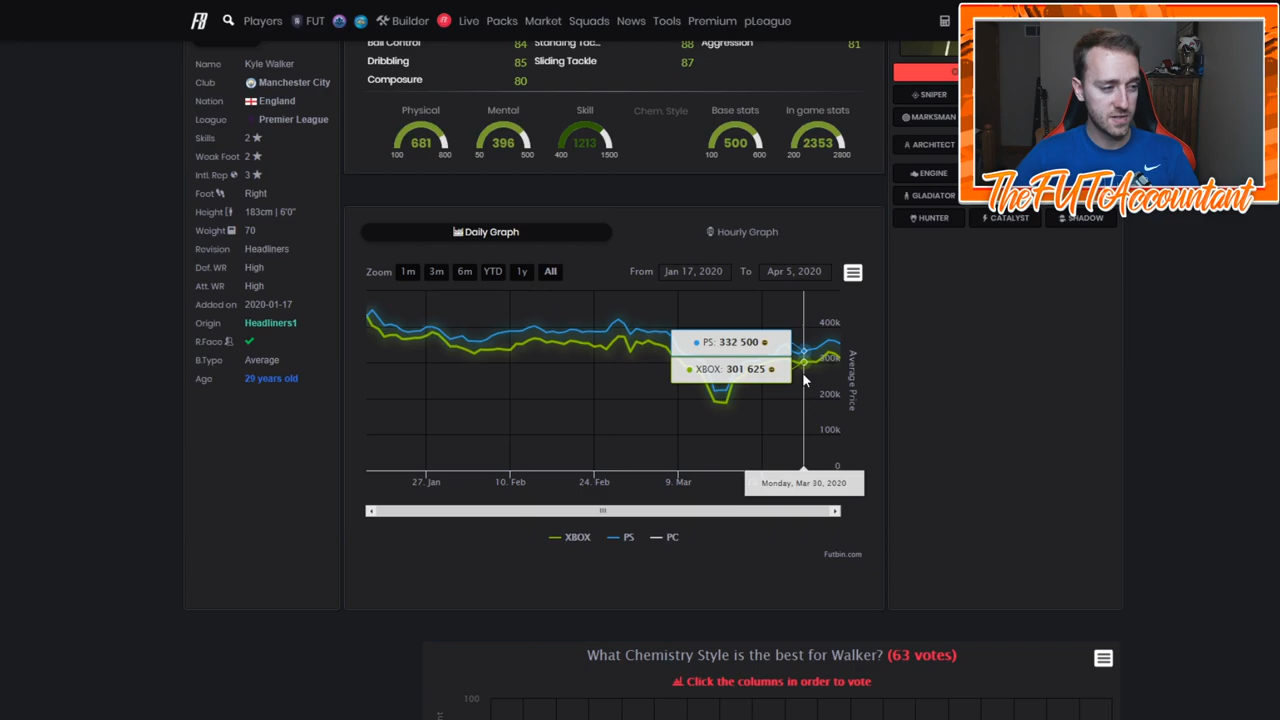 FB Players FUT Builder Live Packs Market Squads News Tools Premium pLeague
Ball Control 84 Standing Tac... 88 Aggression 81
Dribbling 85 Sliding Tackle 87
Composure 80
Name Kyle Walker
Club Manchester City
Nation England
League Premier League
Skills 2★
Weak Foot 2★
Intl. Rep 3★
Foot Right
Height 183cm | 6'0"
Weight 70
Revision Headliners
Def. WR High
Att. WR High
Added on 2020-01-17
Origin Headliners1
R.Face ✔
B.Type Average
Age 29 years old
Physical Mental Skill Chem. Style Base stats In game stats
681 396 1213 500 2353
100 800 50 500 400 1500 100 600 200 2800
SNIPER
MARKSMAN
ARCHITECT
ENGINE
GLADIATOR
HUNTER CATALYST SHADOW
TheFUTAccountant
Daily Graph Hourly Graph
Zoom 1m 3m 6m YTD 1y All From Jan 17, 2020 To Apr 5, 2020
400k
300k
200k
100k
0
Average Price
PS: 332 500
XBOX: 301 625
27. Jan 10. Feb 24. Feb 9. Mar
Monday, Mar 30, 2020
XBOX PS PC
Futbin.com
What Chemistry Style is the best for Walker? (63 votes)
Click the columns in order to vote
100